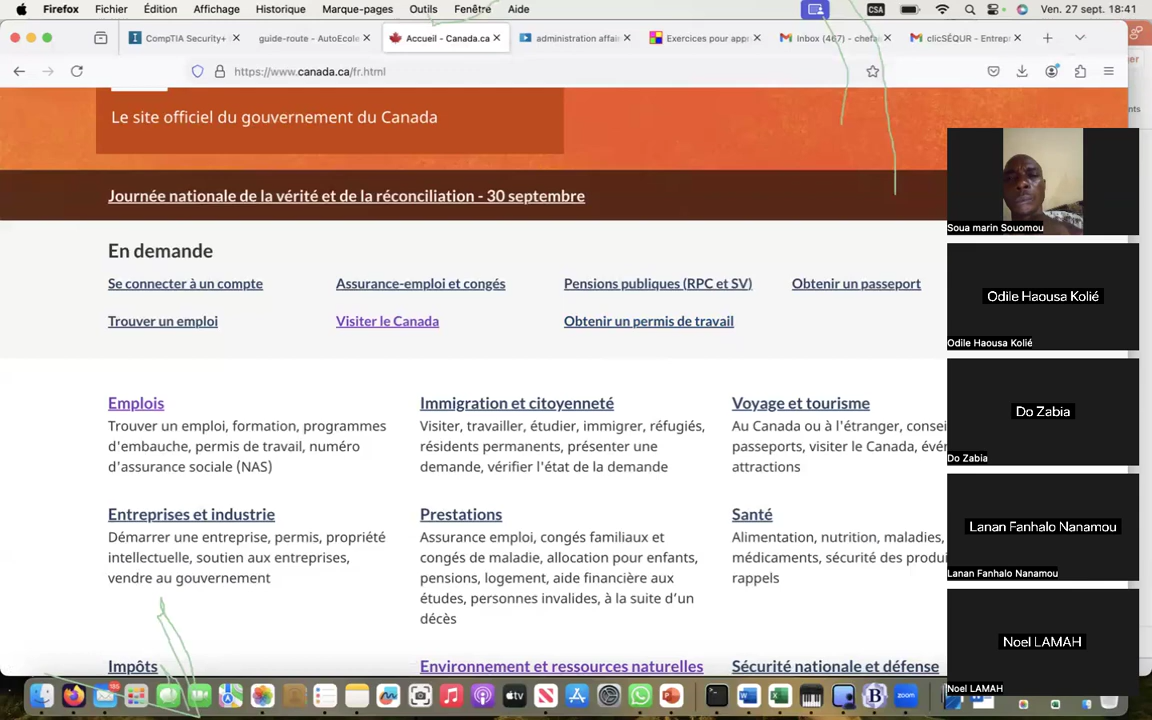 Firefox Fichier Édition Affichage Historique Marque-pages Outils Fenêtre Aide CSA Ven. 27 sept. 18:41
CompTIA Security+ guide-route - AutoEcole Accueil - Canada.ca administration affai Exercices pour app Inbox (467) - chefa clicSÉQUR - Entrep
https://www.canada.ca/fr.html
Le site officiel du gouvernement du Canada
Journée nationale de la vérité et de la réconciliation - 30 septembre
En demande
Se connecter à un compte Assurance-emploi et congés Pensions publiques (RPC et SV) Obtenir un passeport
Trouver un emploi Visiter le Canada Obtenir un permis de travail
Emplois
Trouver un emploi, formation, programmes
d'embauche, permis de travail, numéro
d'assurance sociale (NAS)
Immigration et citoyenneté
Visiter, travailler, étudier, immigrer, réfugiés,
résidents permanents, présenter une
demande, vérifier l'état de la demande
Voyage et tourisme
Au Canada ou à l'étranger, consei
passeports, visiter le Canada, évé
attractions
Entreprises et industrie
Démarrer une entreprise, permis, propriété
intellectuelle, soutien aux entreprises,
vendre au gouvernement
Prestations
Assurance emploi, congés familiaux et
congés de maladie, allocation pour enfants,
pensions, logement, aide financière aux
études, personnes invalides, à la suite d'un
décès
Santé
Alimentation, nutrition, maladies,
médicaments, sécurité des produi
rappels
Impôts Environnement et ressources naturelles Sécurité nationale et défense
Soua marin Souomou
Odile Haousa Kolié
Odile Haousa Kolié
Do Zabia
Do Zabia
Lanan Fanhalo Nanamou
Lanan Fanhalo Nanamou
Noel LAMAH
Noel LAMAH
zoom